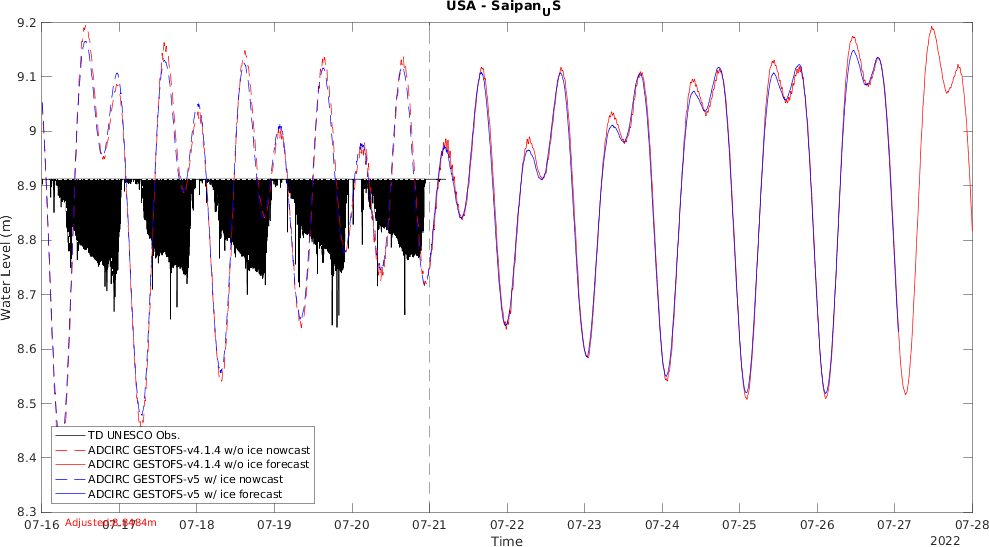 USA - Saipan_US
9.2
9.1
9
8.9
8.8
8.7
8.6
8.5
8.4
8.3
Water Level (m)
TD UNESCO Obs.
ADCIRC GESTOFS-v4.1.4 w/o ice nowcast
ADCIRC GESTOFS-v4.1.4 w/o ice forecast
ADCIRC GESTOFS-v5 w/ ice nowcast
ADCIRC GESTOFS-v5 w/ ice forecast
07-16 07-17 07-18 07-19 07-20 07-21 07-22 07-23 07-24 07-25 07-26 07-27 07-28
Time
2022